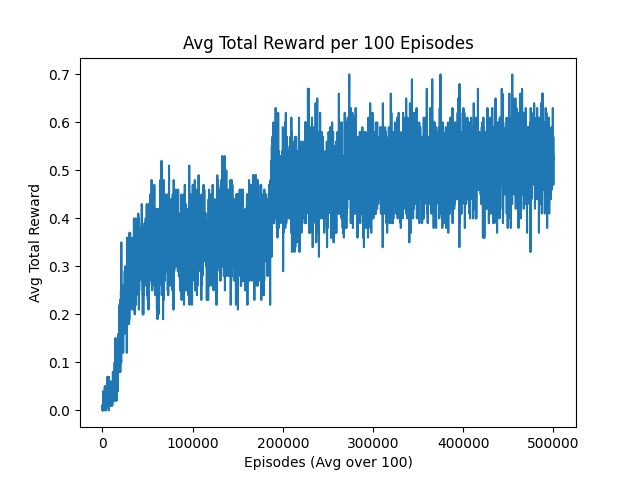 Avg Total Reward per 100 Episodes
Avg Total Reward
0.7
0.6
0.5
0.4
0.3
0.2
0.1
0.0
0 100000 200000 300000 400000 500000
Episodes (Avg over 100)